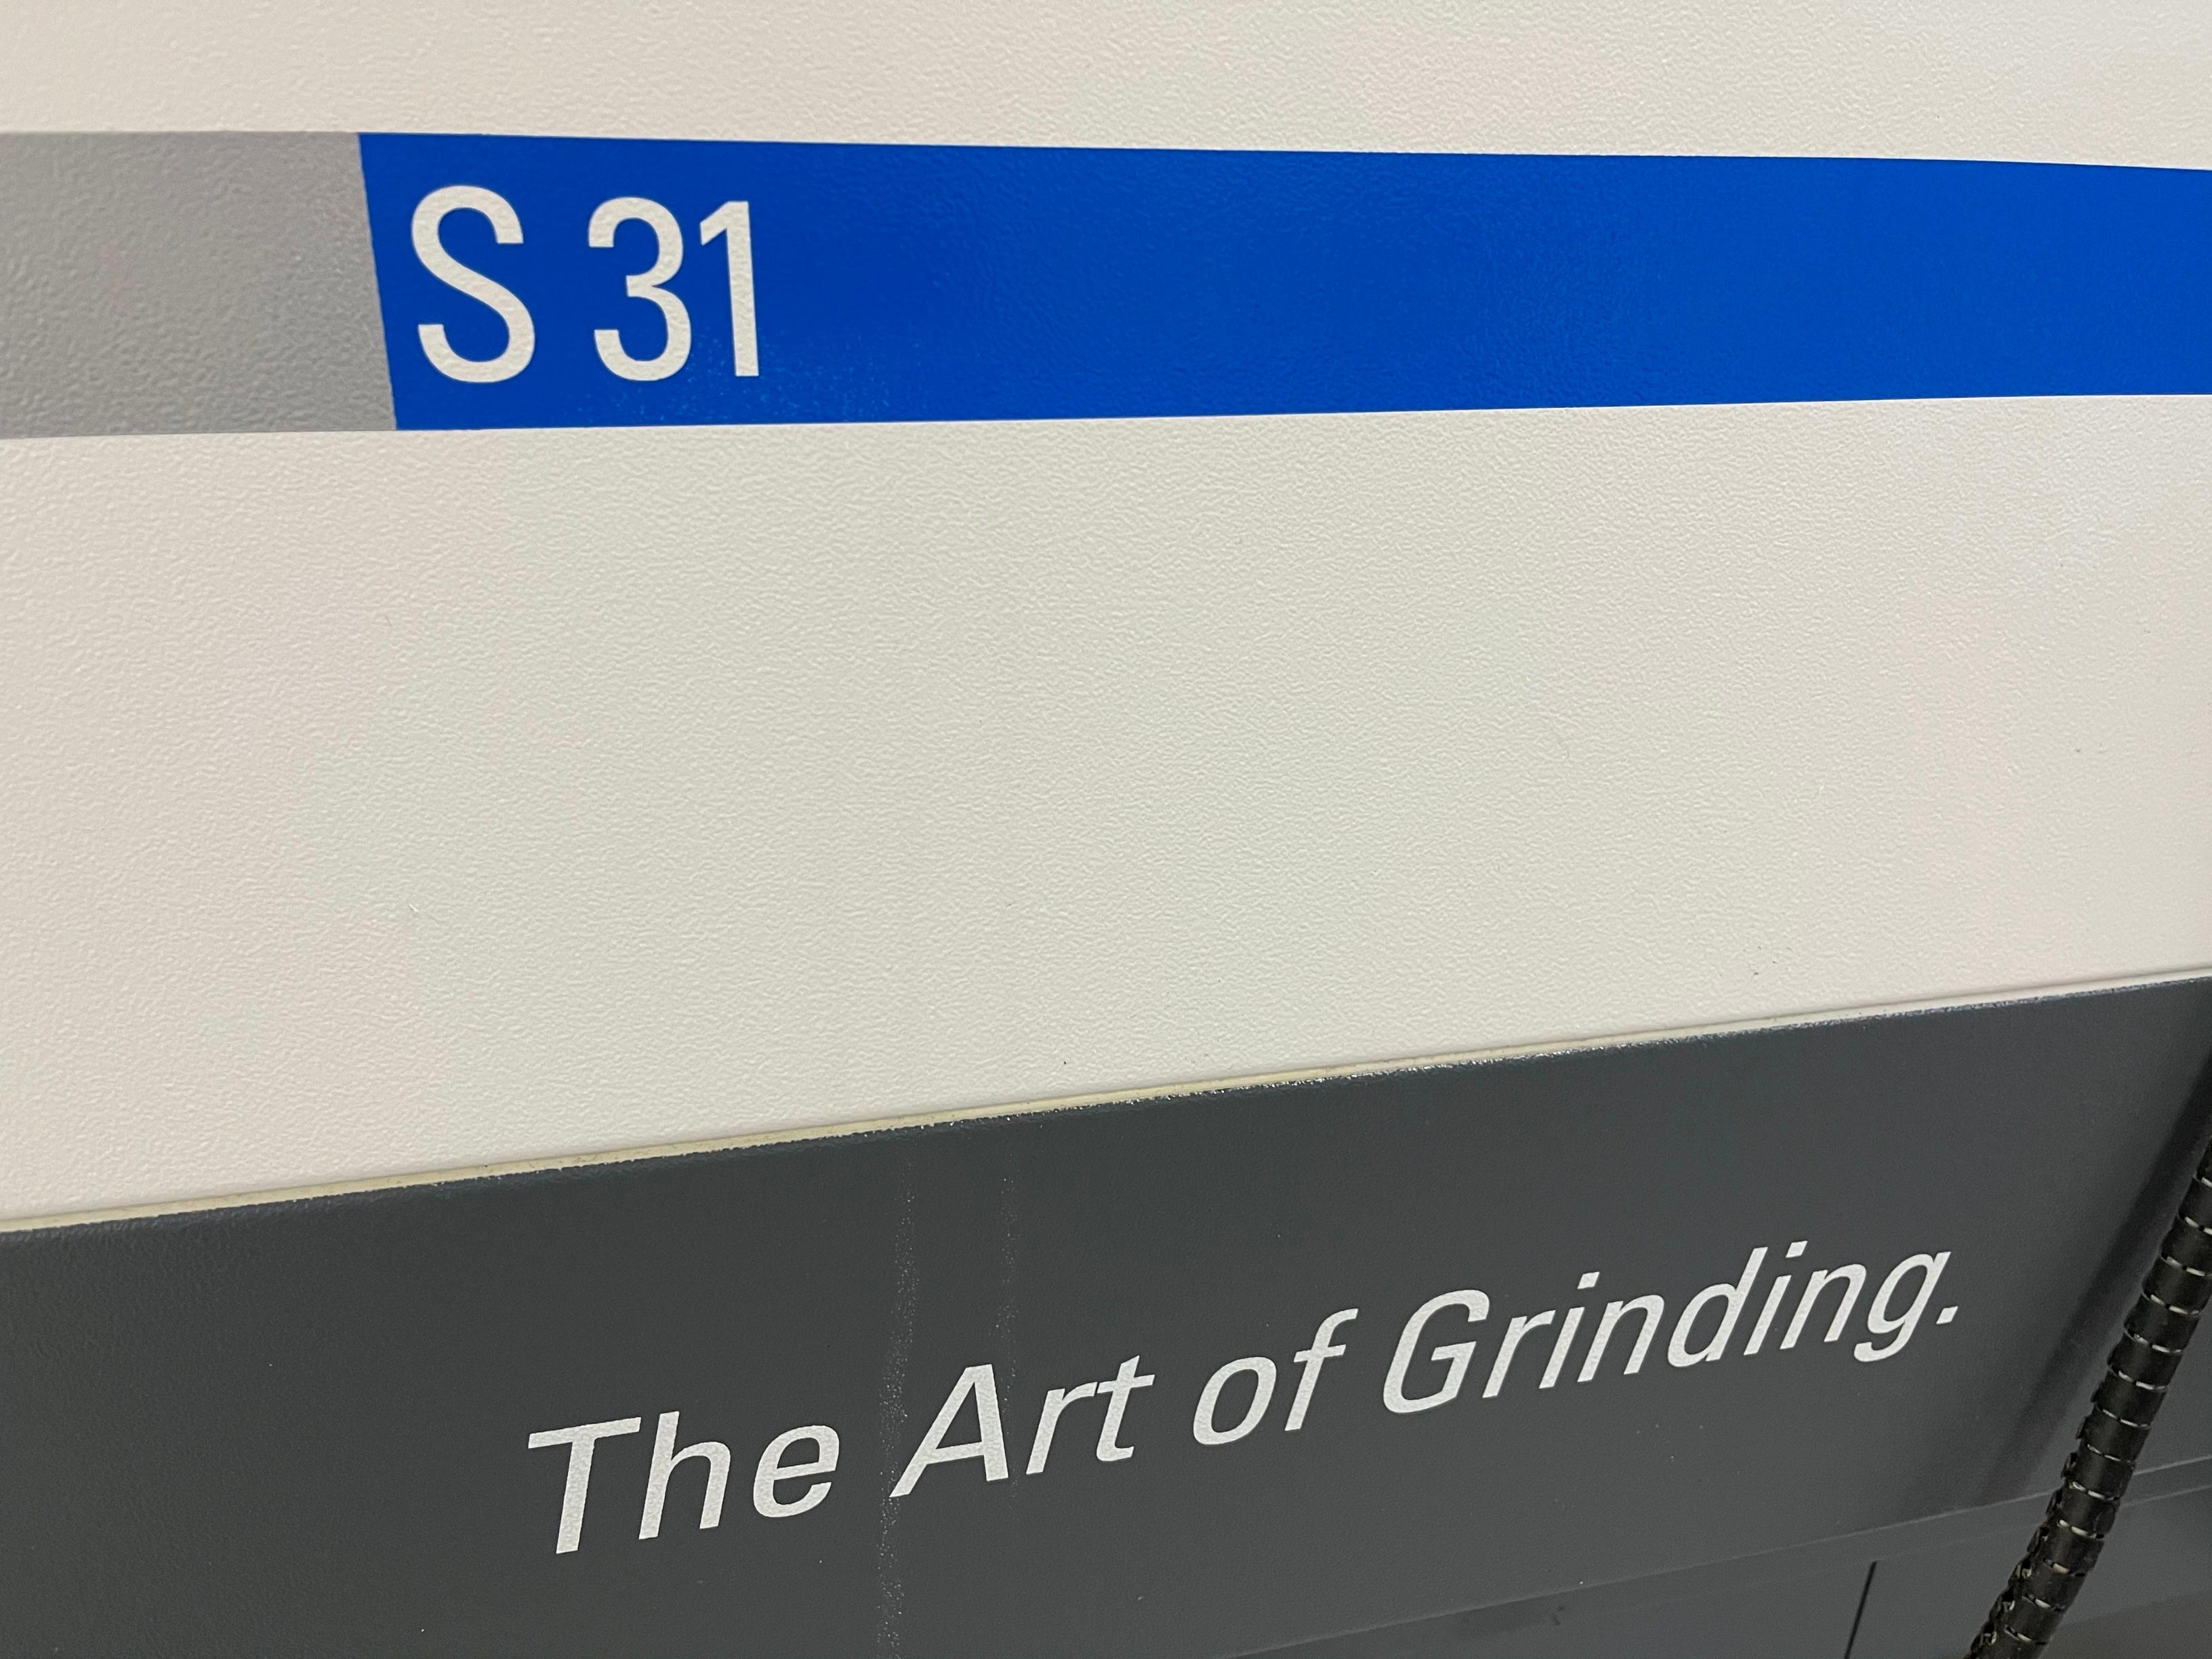 S 31
The Art of Grinding.